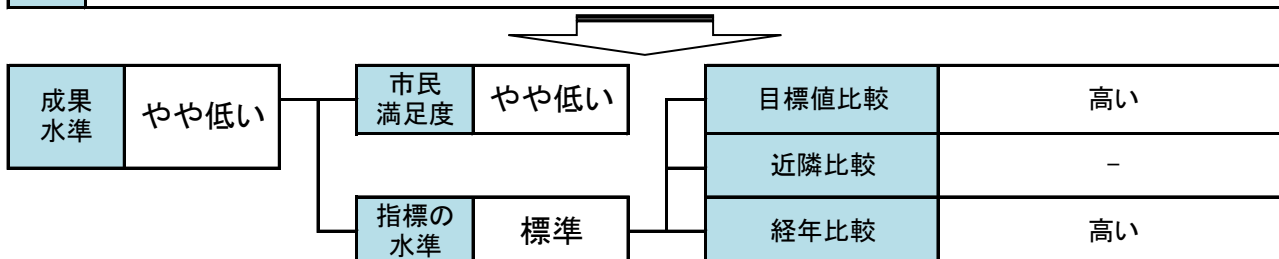 成果
水準
やや低い
市民
満足度
やや低い
指標の
水準
標準
目標値比較
高い
近隣比較
－
経年比較
高い